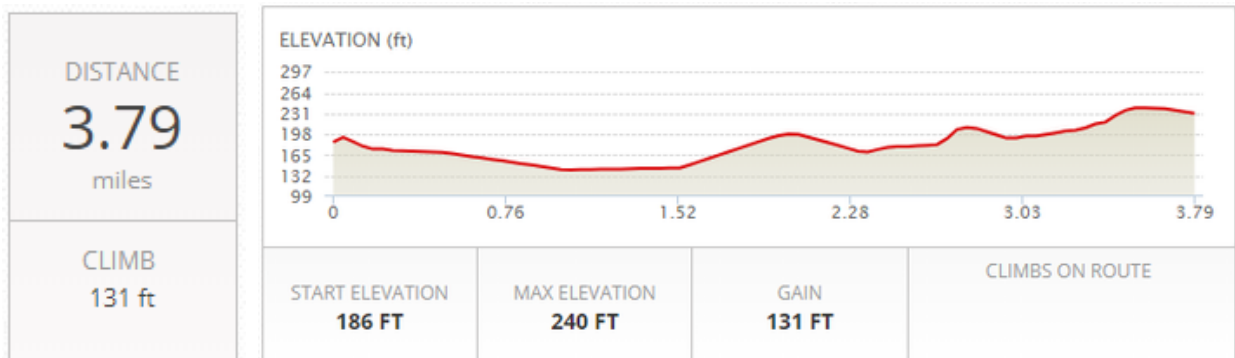 DISTANCE
3.79
miles
CLIMB
131 ft
ELEVATION (ft)
297
264
231
198
165
132
99
0 0.76 1.52 2.28 3.03 3.79
START ELEVATION
186 FT
MAX ELEVATION
240 FT
GAIN
131 FT
CLIMBS ON ROUTE